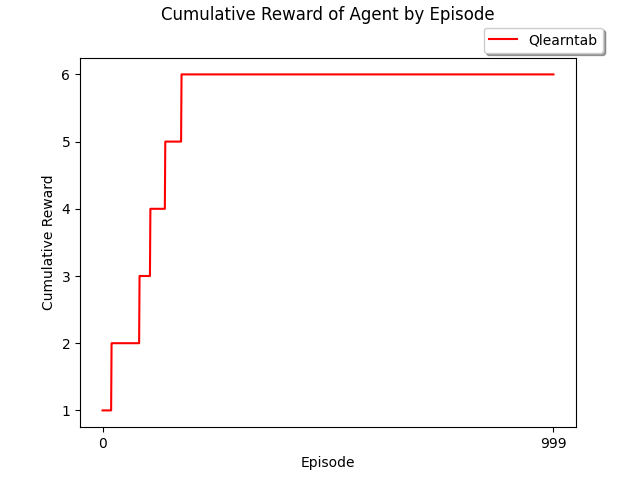 Cumulative Reward of Agent by Episode
Qlearntab
6
5
4
3
2
1
Cumulative Reward
0
999
Episode